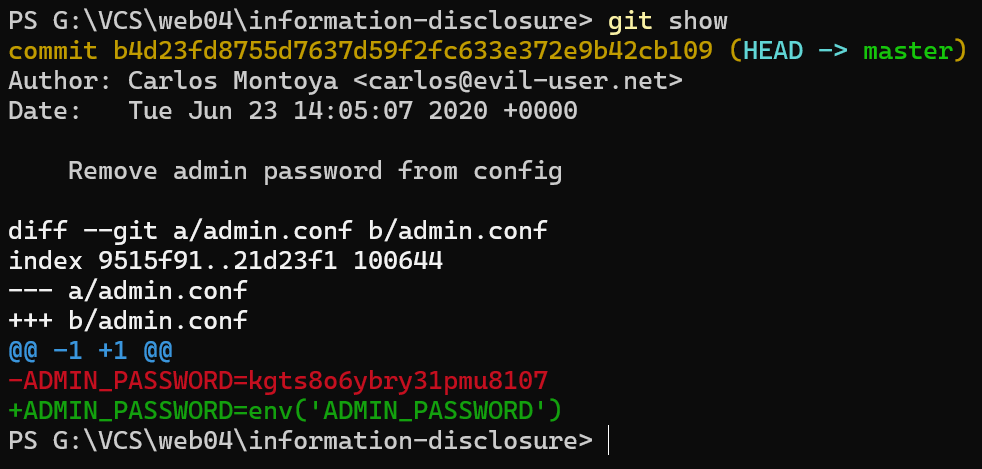 PS G:\VCS\web04\information-disclosure> git show
commit b4d23fd8755d7637d59f2fc633e372e9b42cb109 (HEAD -> master)
Author: Carlos Montoya <carlos@evil-user.net>
Date:   Tue Jun 23 14:05:07 2020 +0000

    Remove admin password from config

diff --git a/admin.conf b/admin.conf
index 9515f91..21d23f1 100644
--- a/admin.conf
+++ b/admin.conf
@@ -1 +1 @@
-ADMIN_PASSWORD=kgts8o6ybry31pmu8107
+ADMIN_PASSWORD=env('ADMIN_PASSWORD')
PS G:\VCS\web04\information-disclosure>